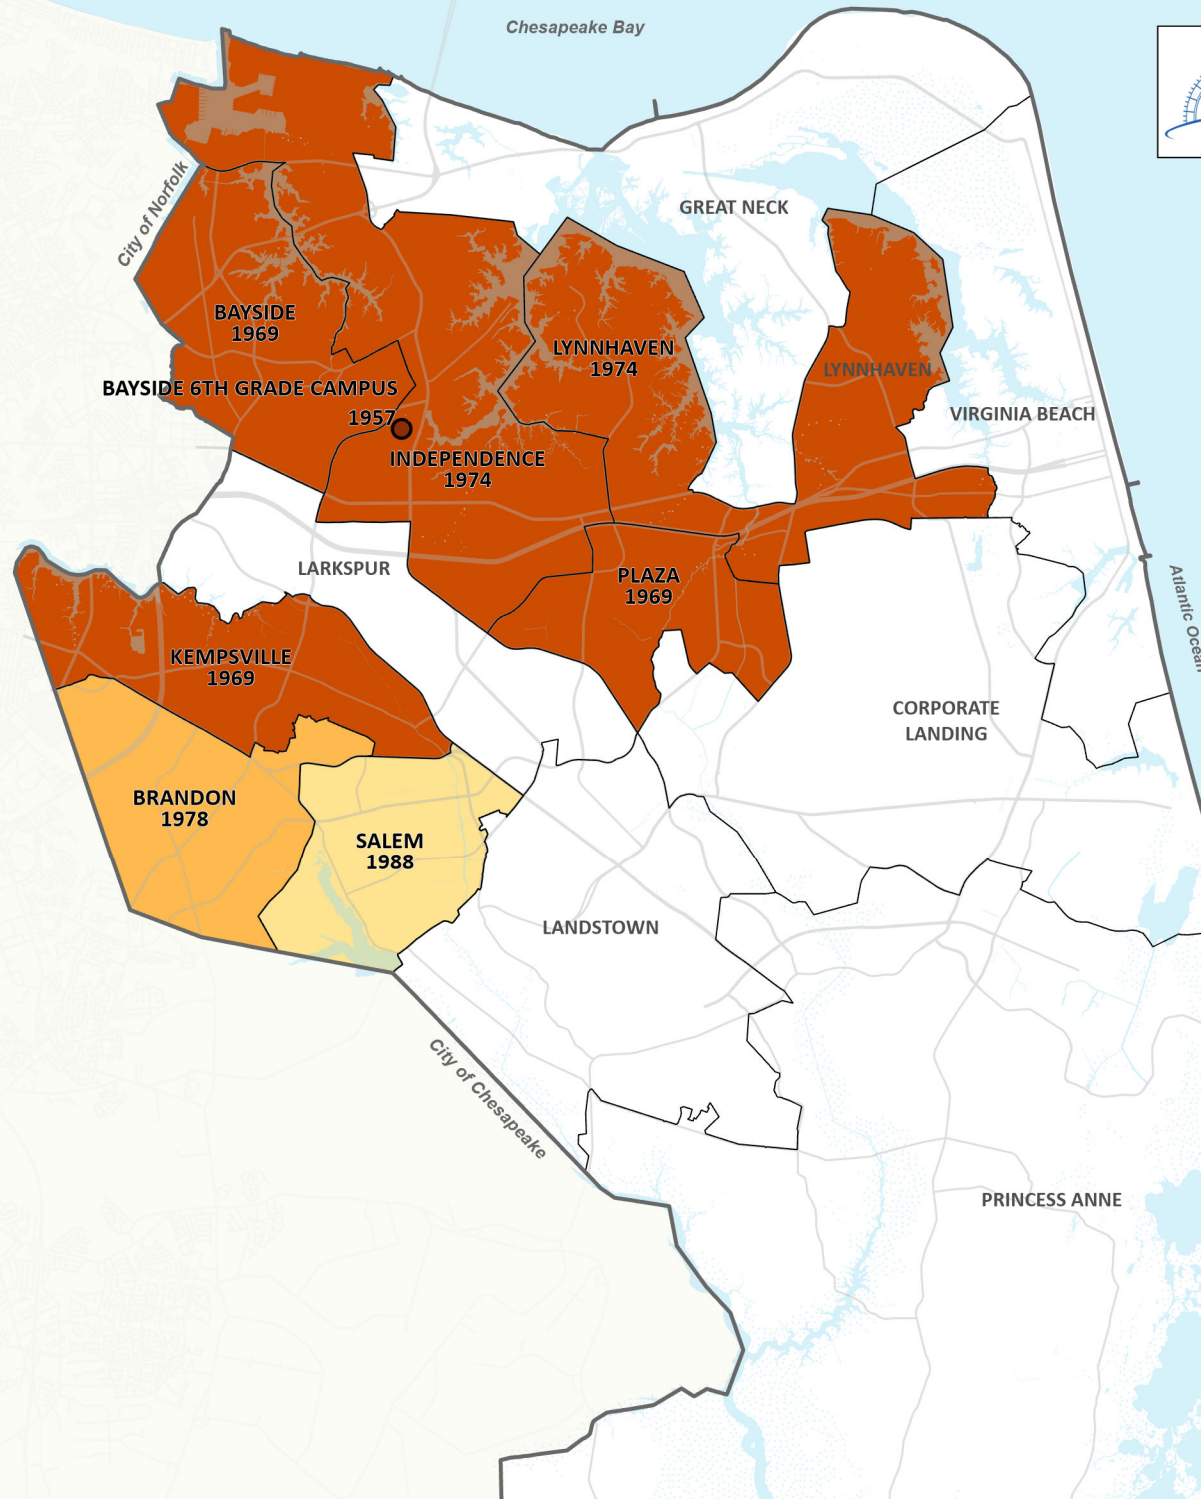 Chesapeake Bay
City of Norfolk
GREAT NECK
BAYSIDE
1969
LYNNHAVEN
1974
LYNNHAVEN
BAYSIDE 6TH GRADE CAMPUS
1957
VIRGINIA BEACH
INDEPENDENCE
1974
LARKSPUR
PLAZA
1969
Atlantic Ocean
KEMPSVILLE
1969
CORPORATE
LANDING
BRANDON
1978
SALEM
1988
LANDSTOWN
City of Chesapeake
PRINCESS ANNE